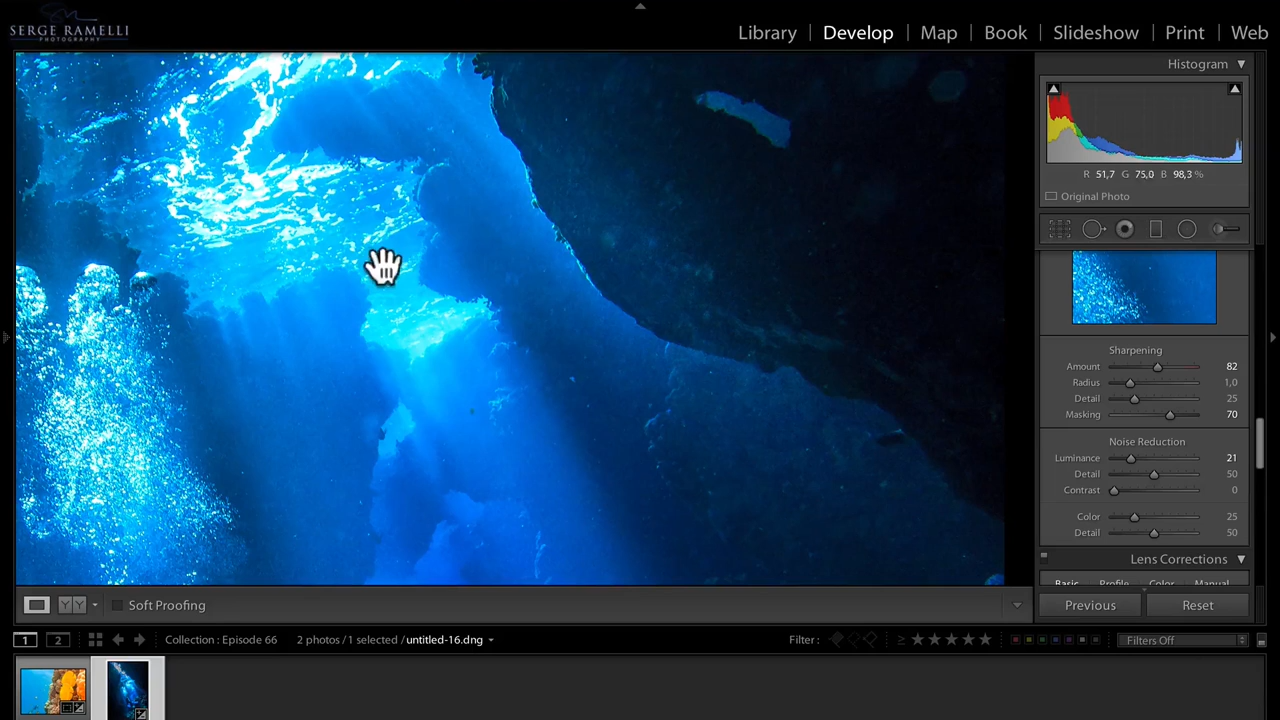 SERGE RAMELLI
PHOTOGRAPHY
Library Develop Map Book Slideshow Print Web
Histogram
R 51,7 G 75,0 B 98,3 %
Original Photo
Sharpening
Amount 82
Radius 1,0
Detail 25
Masking 70
Noise Reduction
Luminance 21
Detail 50
Contrast 0
Color 25
Detail 50
Lens Corrections
Basic Profile Color Manual
Previous Reset
Y Y Soft Proofing
1 2 Collection : Episode 66 2 photos / 1 selected / untitled-16.dng Filter : ≥ ★ ★ ★ ★ ★ Filters Off